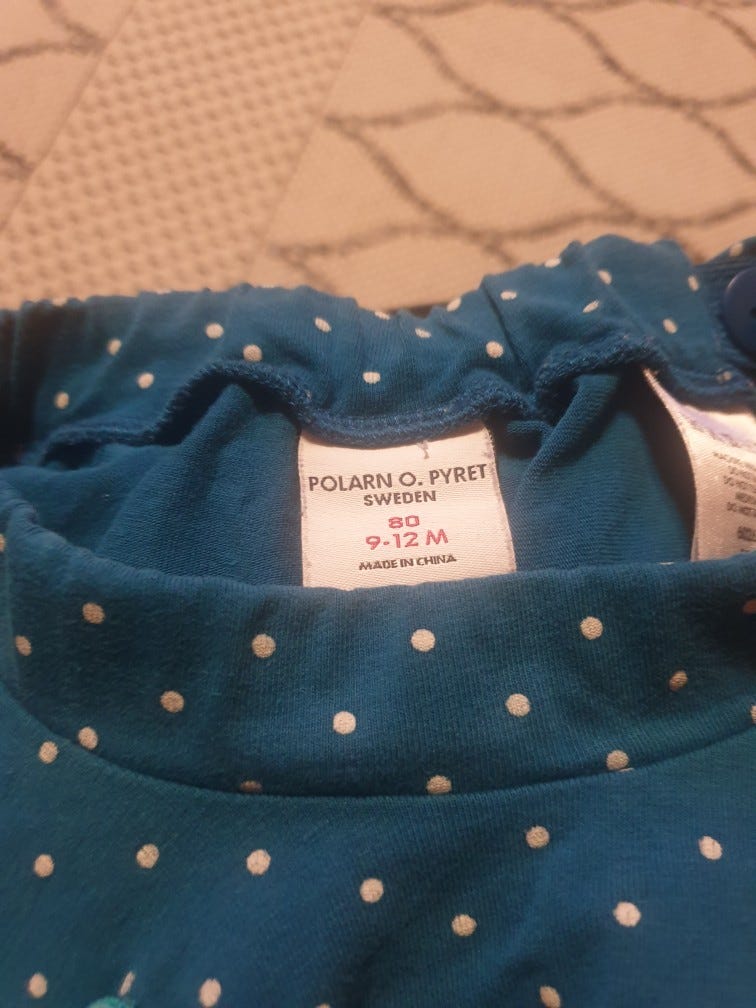 POLARN O. PYRET
SWEDEN
80
9-12 M
MADE IN CHINA